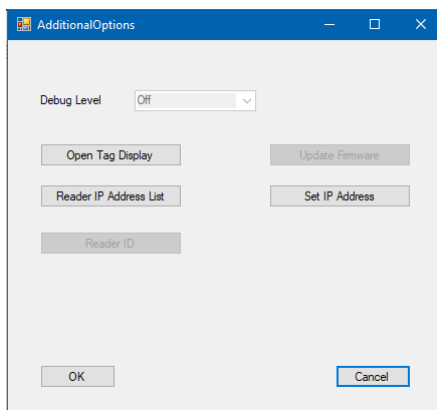 AdditionalOptions
Debug Level Off
Open Tag Display Update Firmware
Reader IP Address List Set IP Address
Reader ID
OK Cancel